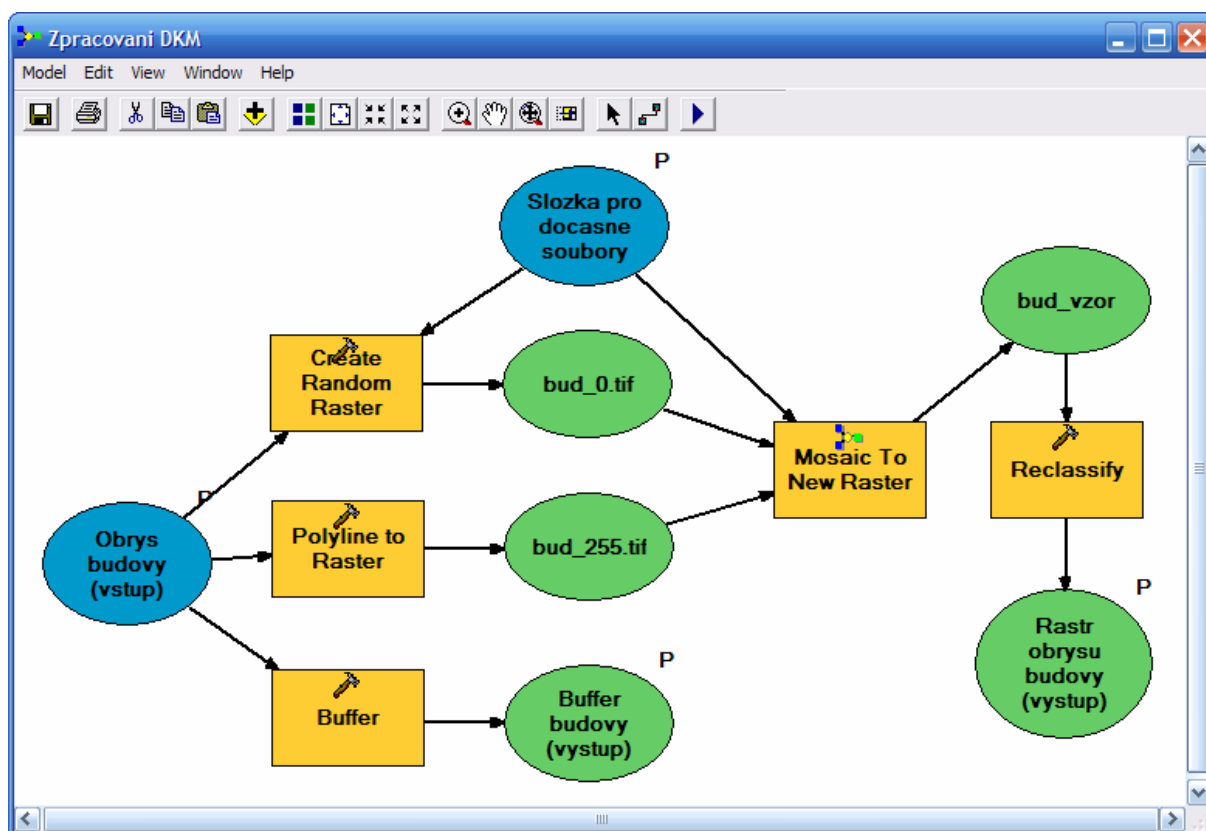 Zpracovani DKM
Model Edit View Window Help
P
Slozka pro
docasne
soubory
bud_vzor
Create
Random
Raster
bud_0.tif
Mosaic To
New Raster
Reclassify
P
Obrys
budovy
(vstup)
Polyline to
Raster
bud_255.tif
P
Rastr
obrysu
budovy
(vystup)
P
Buffer
Buffer
budovy
(vystup)